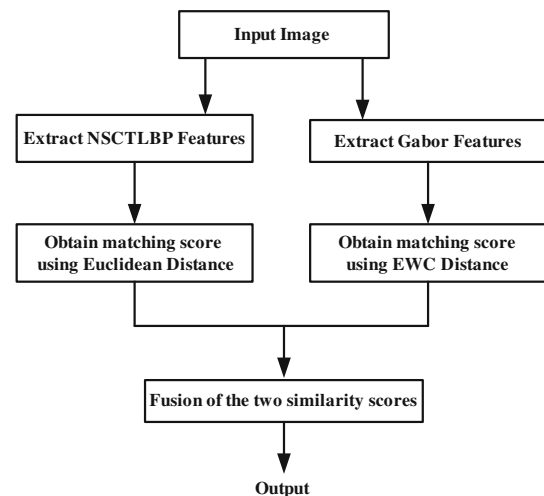 Input Image
Extract NSCTLBP Features
Extract Gabor Features
Obtain matching score
using Euclidean Distance
Obtain matching score
using EWC Distance
Fusion of the two similarity scores
Output